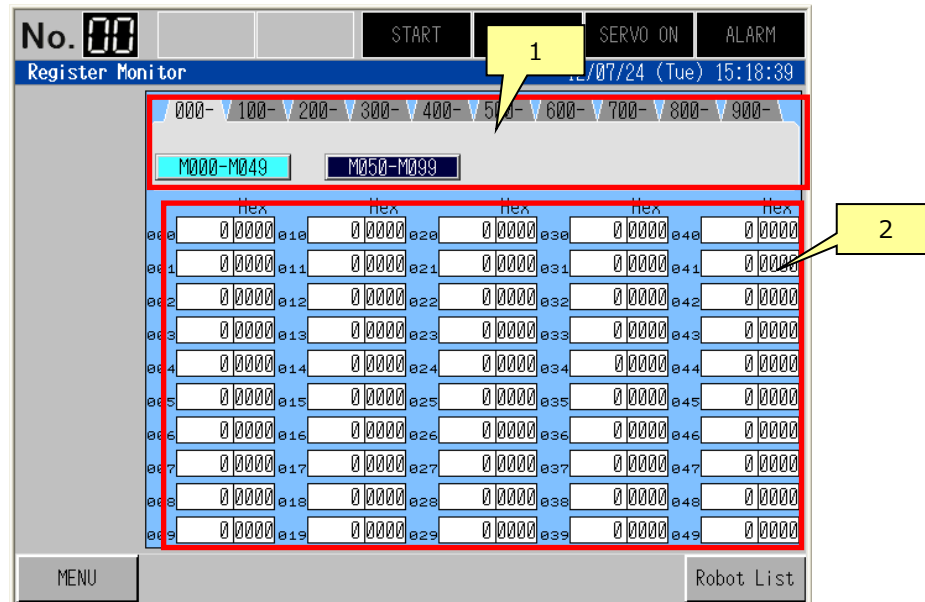 No. 00 START SERVO ON ALARM
1
Register Monitor 12/07/24 (Tue) 15:18:39
000- 100- 200- 300- 400- 500- 600- 700- 800- 900-
M000-M049 M050-M099
Hex Hex Hex Hex Hex
000 0 0000 010 0 0000 020 0 0000 030 0 0000 040 0 0000
2
001 0 0000 011 0 0000 021 0 0000 031 0 0000 041 0 0000
002 0 0000 012 0 0000 022 0 0000 032 0 0000 042 0 0000
003 0 0000 013 0 0000 023 0 0000 033 0 0000 043 0 0000
004 0 0000 014 0 0000 024 0 0000 034 0 0000 044 0 0000
005 0 0000 015 0 0000 025 0 0000 035 0 0000 045 0 0000
006 0 0000 016 0 0000 026 0 0000 036 0 0000 046 0 0000
007 0 0000 017 0 0000 027 0 0000 037 0 0000 047 0 0000
008 0 0000 018 0 0000 028 0 0000 038 0 0000 048 0 0000
009 0 0000 019 0 0000 029 0 0000 039 0 0000 049 0 0000
MENU Robot List